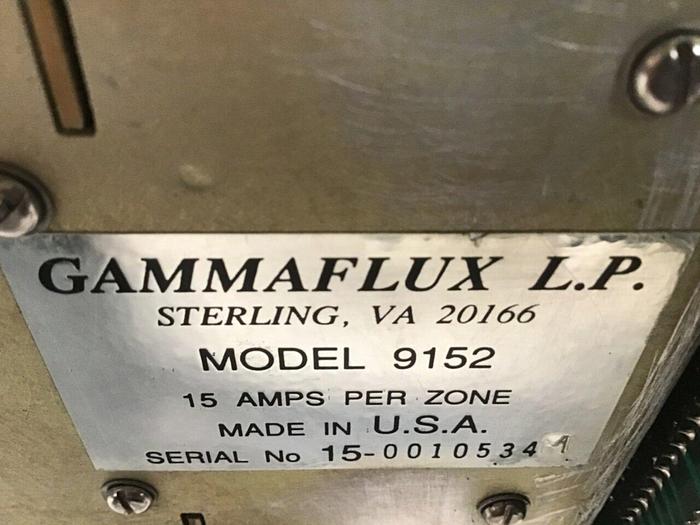 GAMMAFLUX L.P.
STERLING, VA 20166
MODEL 9152
15 AMPS PER ZONE
MADE IN U.S.A.
SERIAL No 15-0010534